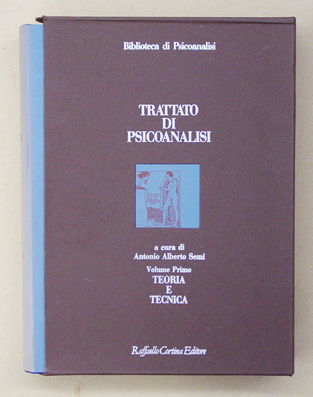 Biblioteca di Psicoanalisi
TRATTATO
DI
PSICOANALISI
a cura di
Antonio Alberto Semi
Volume Primo
TEORIA
E
TECNICA
Raffaello Cortina Editore